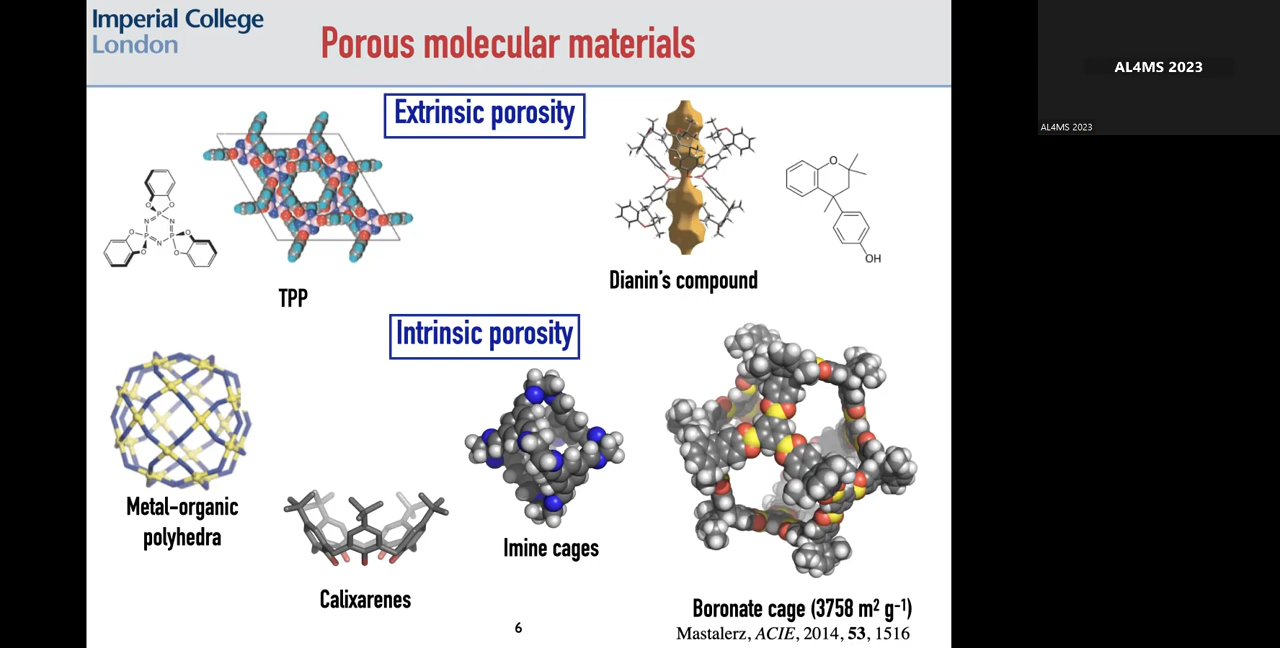 Imperial College
London
Porous molecular materials
AL4MS 2023
AL4MS 2023
Extrinsic porosity
TPP
Dianin's compound
O
OH
Intrinsic porosity
Metal-organic
polyhedra
Calixarenes
Imine cages
Boronate cage (3758 m² g⁻¹)
Mastalerz, ACIE, 2014, 53, 1516
6